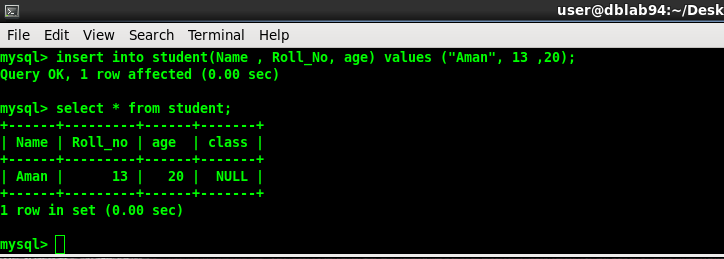 user@dblab94:~/Desk
File Edit View Search Terminal Help
mysql> insert into student(Name , Roll_No, age) values ("Aman", 13 ,20);
Query OK, 1 row affected (0.00 sec)
mysql> select * from student;
+------+---------+------+-------+
| Name | Roll_no | age  | class |
+------+---------+------+-------+
| Aman |      13 |   20 |  NULL |
+------+---------+------+-------+
1 row in set (0.00 sec)
mysql>